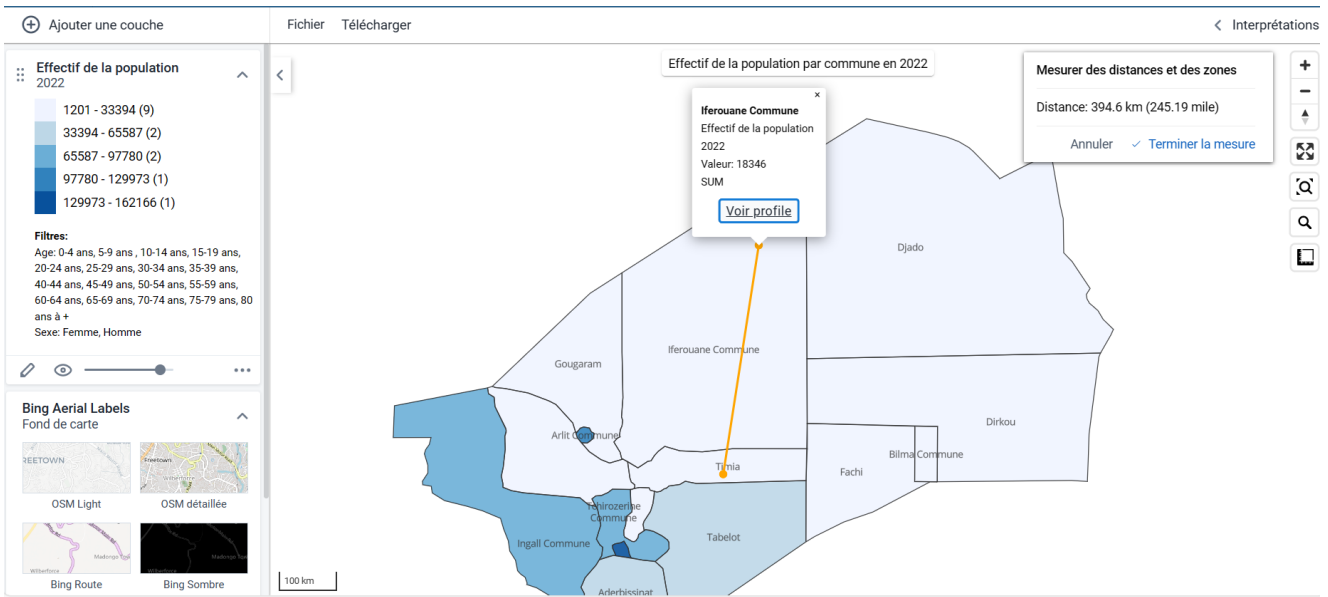 Ajouter une couche
Fichier Télécharger
Interprétations
Effectif de la population
2022
1201 - 33394 (9)
33394 - 65587 (2)
65587 - 97780 (2)
97780 - 129973 (1)
129973 - 162166 (1)
Filtres:
Age: 0-4 ans, 5-9 ans , 10-14 ans, 15-19 ans,
20-24 ans, 25-29 ans, 30-34 ans, 35-39 ans,
40-44 ans, 45-49 ans, 50-54 ans, 55-59 ans,
60-64 ans, 65-69 ans, 70-74 ans, 75-79 ans, 80
ans à +
Sexe: Femme, Homme
Bing Aerial Labels
Fond de carte
REETOWN
Freetown
Wilberforce
OSM Light
OSM détaillée
Wilberforce
Bing Route
Bing Sombre
Effectif de la population par commune en 2022
×
Iferouane Commune
Effectif de la population
2022
Valeur: 18346
SUM
Voir profile
Mesurer des distances et des zones
Distance: 394.6 km (245.19 mile)
Annuler
Terminer la mesure
Djado
Iferouane Commune
Gougaram
Dirkou
Arlit Commune
Bilma Commune
Timia
Fachi
Tchirozerine
Commune
Tabelot
Ingall Commune
Aderbissinat
100 km